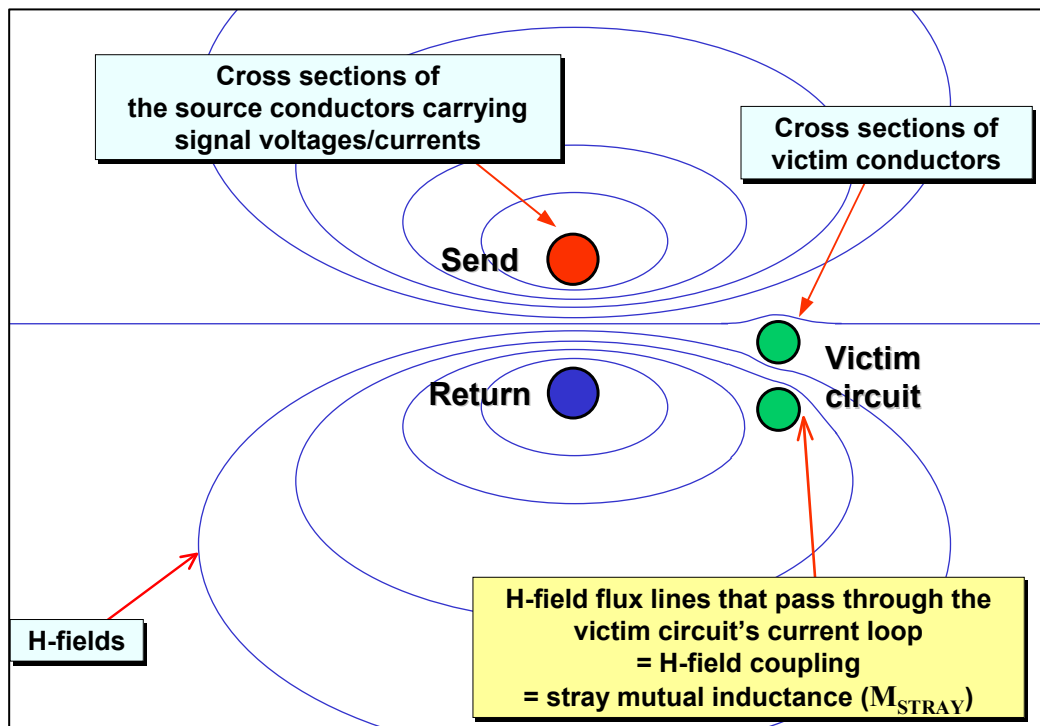 Cross sections of
the source conductors carrying
signal voltages/currents
Cross sections of
victim conductors
Send
Return
Victim
circuit
H-fields
H-field flux lines that pass through the
victim circuit’s current loop
= H-field coupling
= stray mutual inductance (MSTRAY)